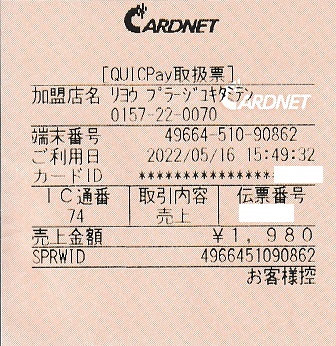 CARDNET
[QUICPay取扱票]
加盟店名 リヨウ プラージュキタミテン
0157-22-0070
CARDNET
端末番号 49664-510-90862
ご利用日 2022/05/16 15:49:32
カードID ****************
IC通番 取引内容 伝票番号
74 売上
売上金額 ¥1,980
SPRWID 4966451090862
お客様控